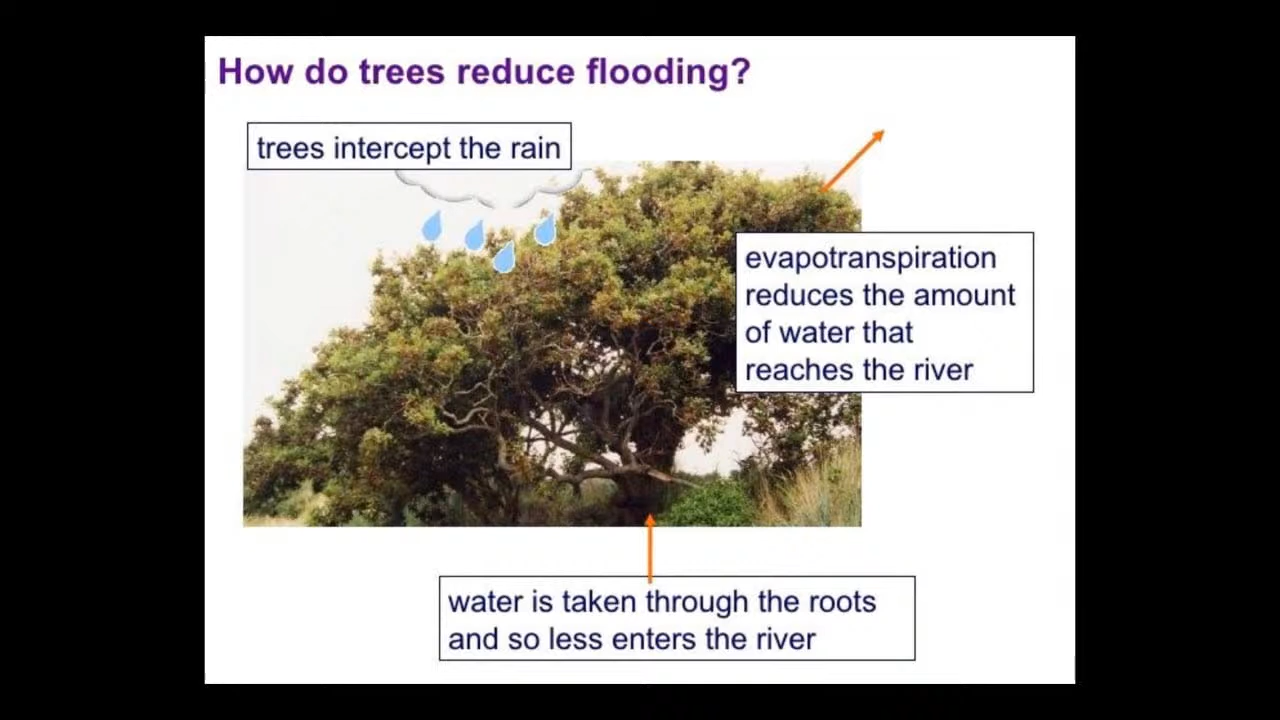 How do trees reduce flooding?
trees intercept the rain
evapotranspiration
reduces the amount
of water that
reaches the river
water is taken through the roots
and so less enters the river